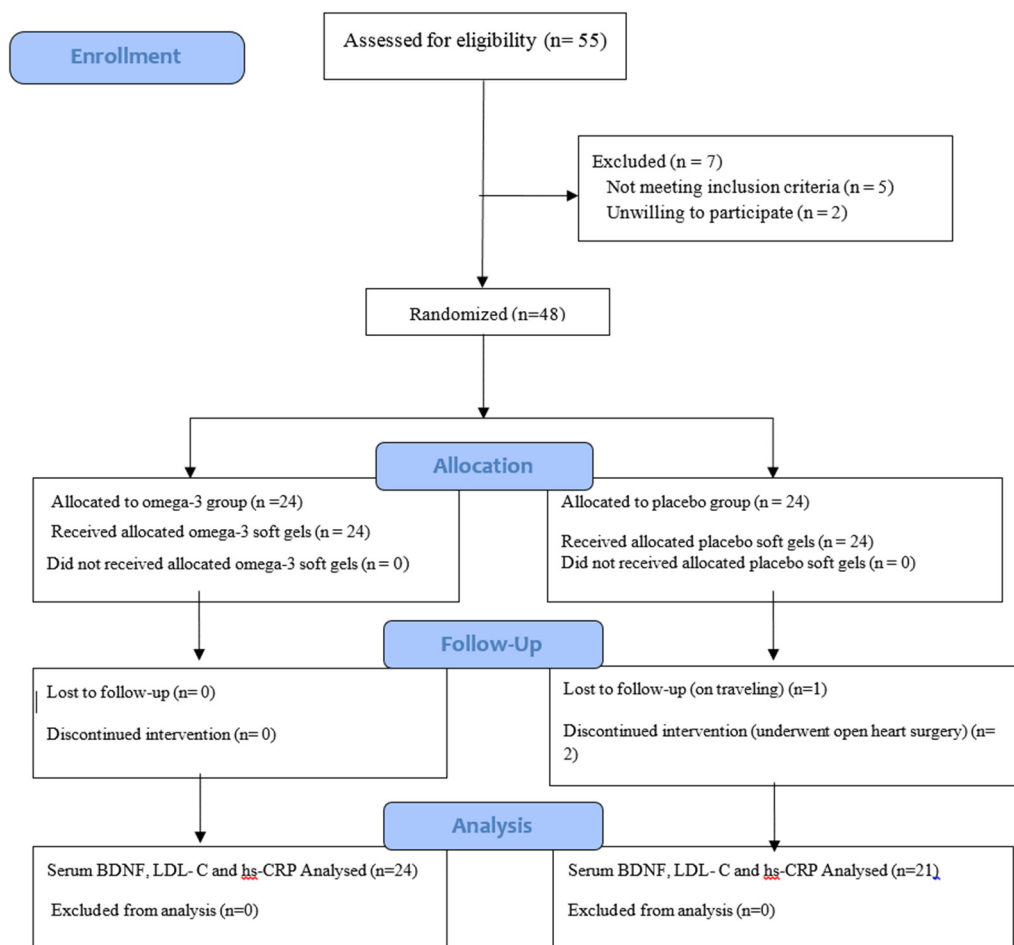 Enrollment
Assessed for eligibility (n= 55)
Excluded (n = 7)
Not meeting inclusion criteria (n = 5)
Unwilling to participate (n = 2)
Randomized (n=48)
Allocation
Allocated to omega-3 group (n =24)
Received allocated omega-3 soft gels (n = 24)
Did not received allocated omega-3 soft gels (n = 0)
Allocated to placebo group (n = 24)
Received allocated placebo soft gels (n = 24)
Did not received allocated placebo soft gels (n = 0)
Follow-Up
Lost to follow-up (n= 0)
Discontinued intervention (n= 0)
Lost to follow-up (on traveling) (n=1)
Discontinued intervention (underwent open heart surgery) (n=
2)
Analysis
Serum BDNF, LDL- C and hs-CRP Analysed (n=24)
Excluded from analysis (n=0)
Serum BDNF, LDL- C and hs-CRP Analysed (n=21)
Excluded from analysis (n=0)